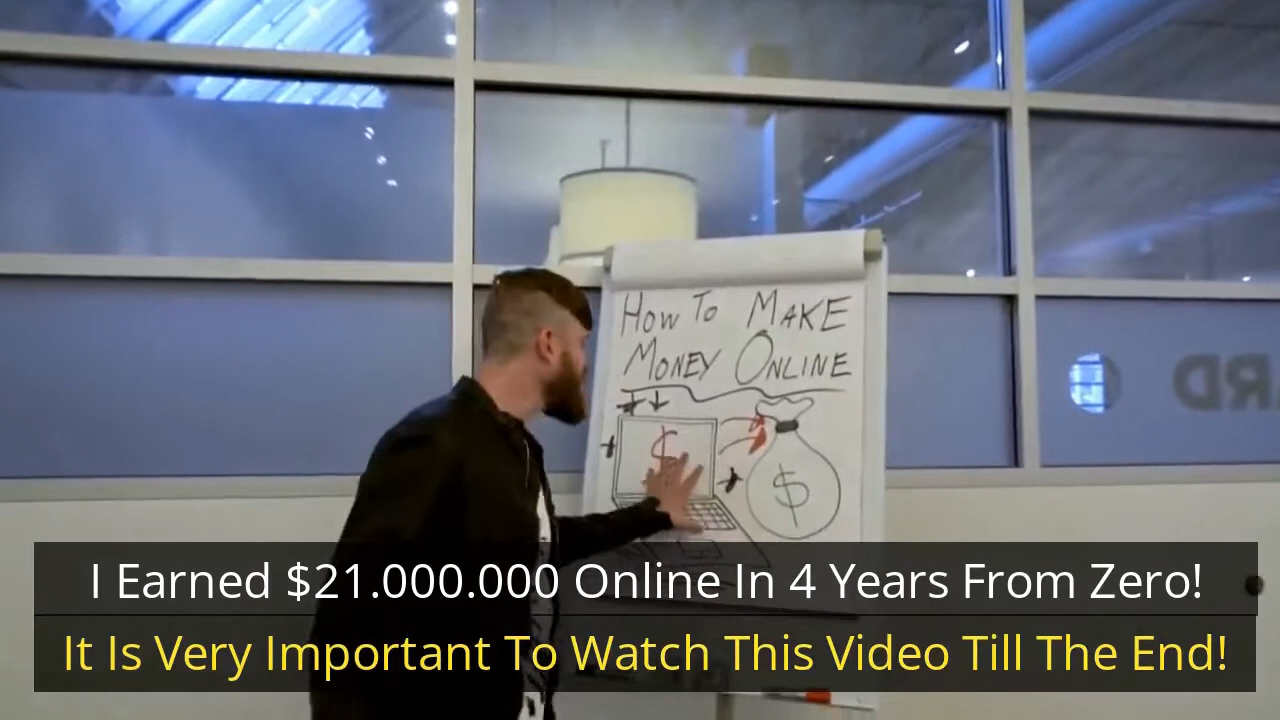 How To Make
Money Online
$
$
RD
I Earned $21.000.000 Online In 4 Years From Zero!
It Is Very Important To Watch This Video Till The End!